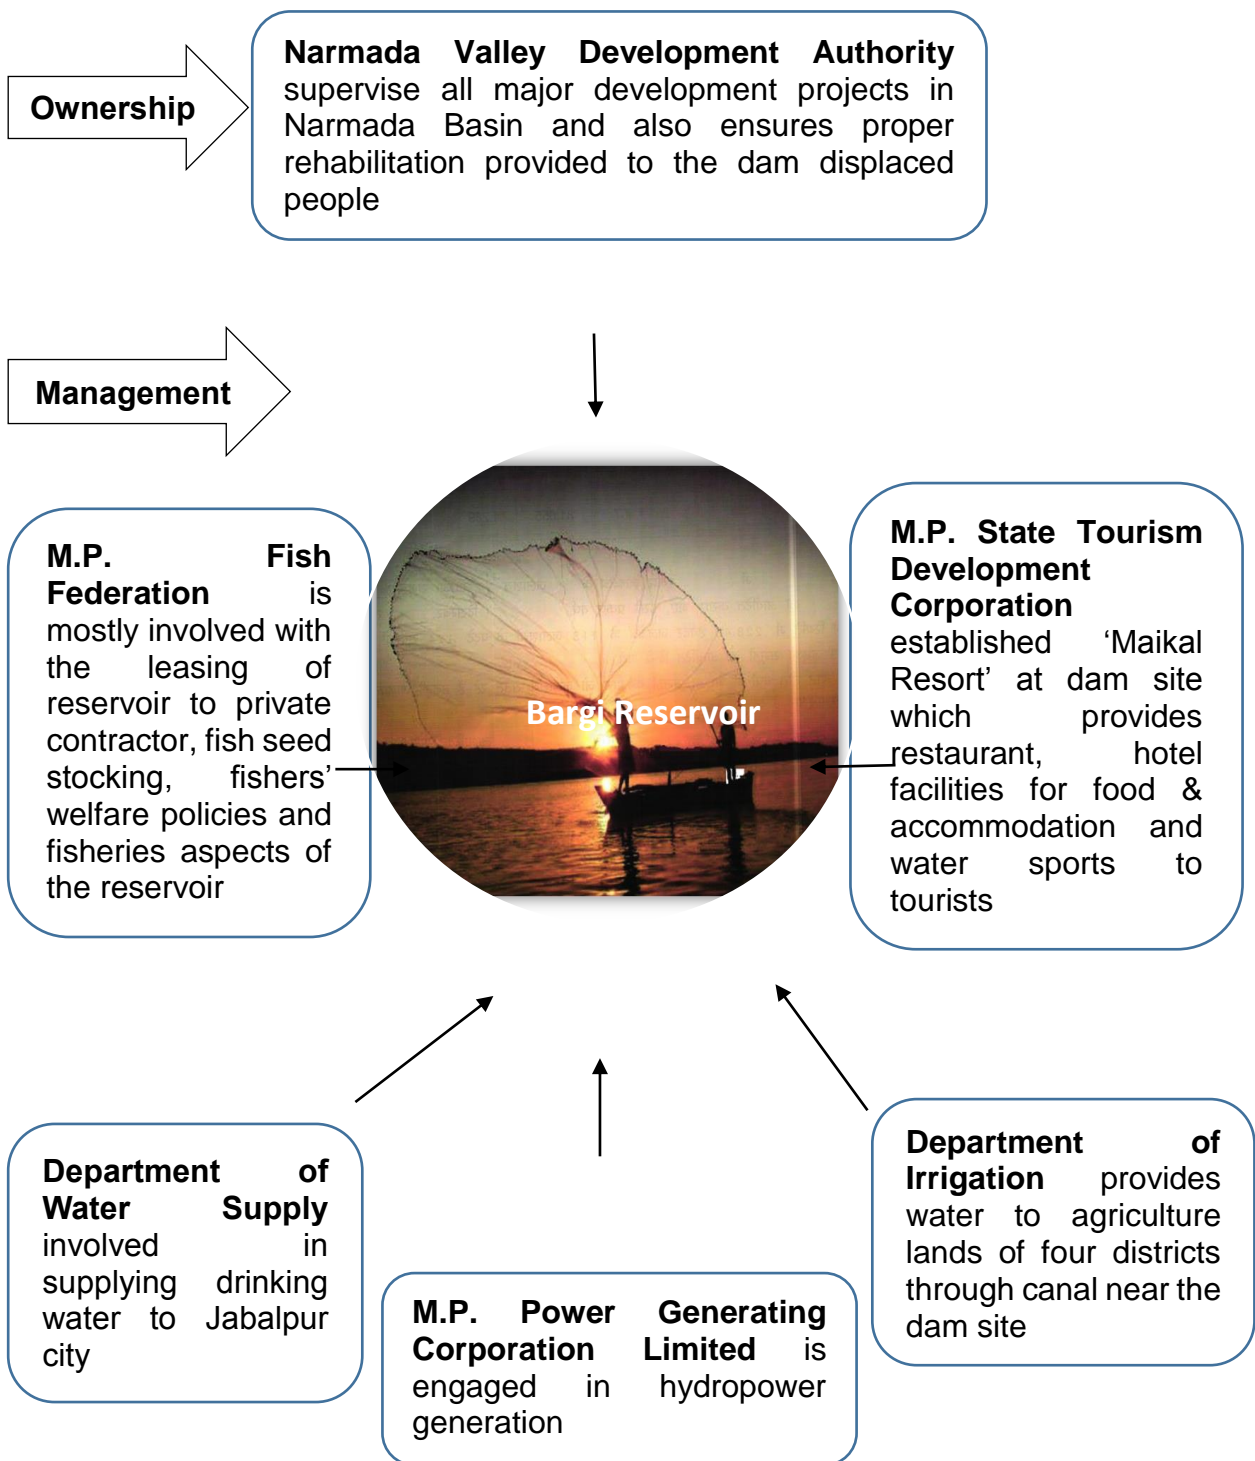 Ownership
Narmada Valley Development Authority
supervise all major development projects in
Narmada Basin and also ensures proper
rehabilitation provided to the dam displaced
people
Management
M.P. Fish
Federation is
mostly involved with
the leasing of
reservoir to private
contractor, fish seed
stocking, fishers’
welfare policies and
fisheries aspects of
the reservoir
Bargi Reservoir
M.P. State Tourism
Development
Corporation
established ‘Maikal
Resort’ at dam site
which provides
restaurant, hotel
facilities for food &
accommodation and
water sports to
tourists
Department of
Water Supply
involved in
supplying drinking
water to Jabalpur
city
M.P. Power Generating
Corporation Limited is
engaged in hydropower
generation
Department of
Irrigation provides
water to agriculture
lands of four districts
through canal near the
dam site